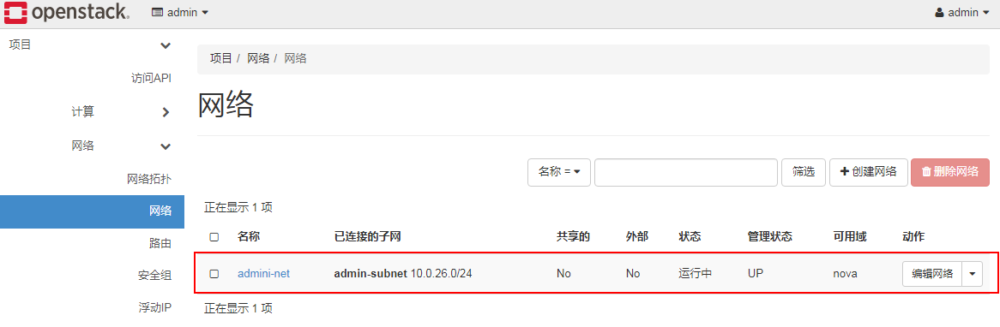 openstack. admin admin
项目
项目 / 网络 / 网络
访问API
网络
计算
网络
网络拓扑
名称 = 筛选 创建网络 删除网络
网络
正在显示 1 项
名称 已连接的子网 共享的 外部 状态 管理状态 可用域 动作
路由
admini-net admin-subnet 10.0.26.0/24 No No 运行中 UP nova 编辑网络
安全组
正在显示 1 项
浮动IP